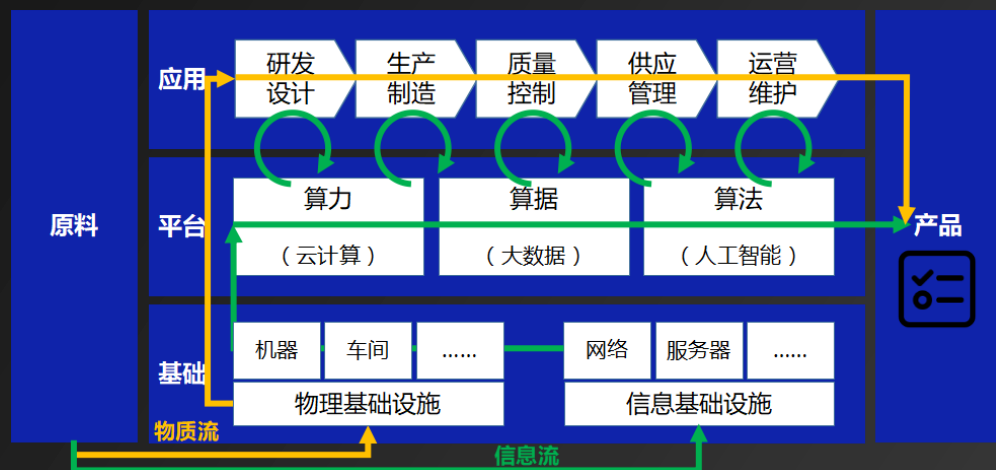 原料
应用
研发
设计
生产
制造
质量
控制
供应
管理
运营
维护
平台
算力
（云计算）
算据
（大数据）
算法
（人工智能）
产品
基础
机器
车间
......
物理基础设施
网络
服务器
......
信息基础设施
物质流
信息流